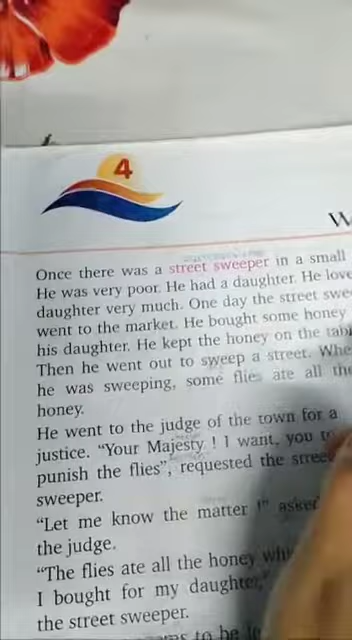 4
W
Once there was a street sweeper in a small
He was very poor. He had a daughter. He love
daughter very much. One day the street swe
went to the market. He bought some honey
his daughter. He kept the honey on the tab
Then he went out to sweep a street. Whe
he was sweeping, some flies ate all the
honey.
He went to the judge of the town for a
justice. “Your Majesty ! I want, you to
punish the flies”, requested the street
sweeper.
“Let me know the matter !” asked
the judge.
“The flies ate all the honey whi
I bought for my daughter,”
the street sweeper.
to be